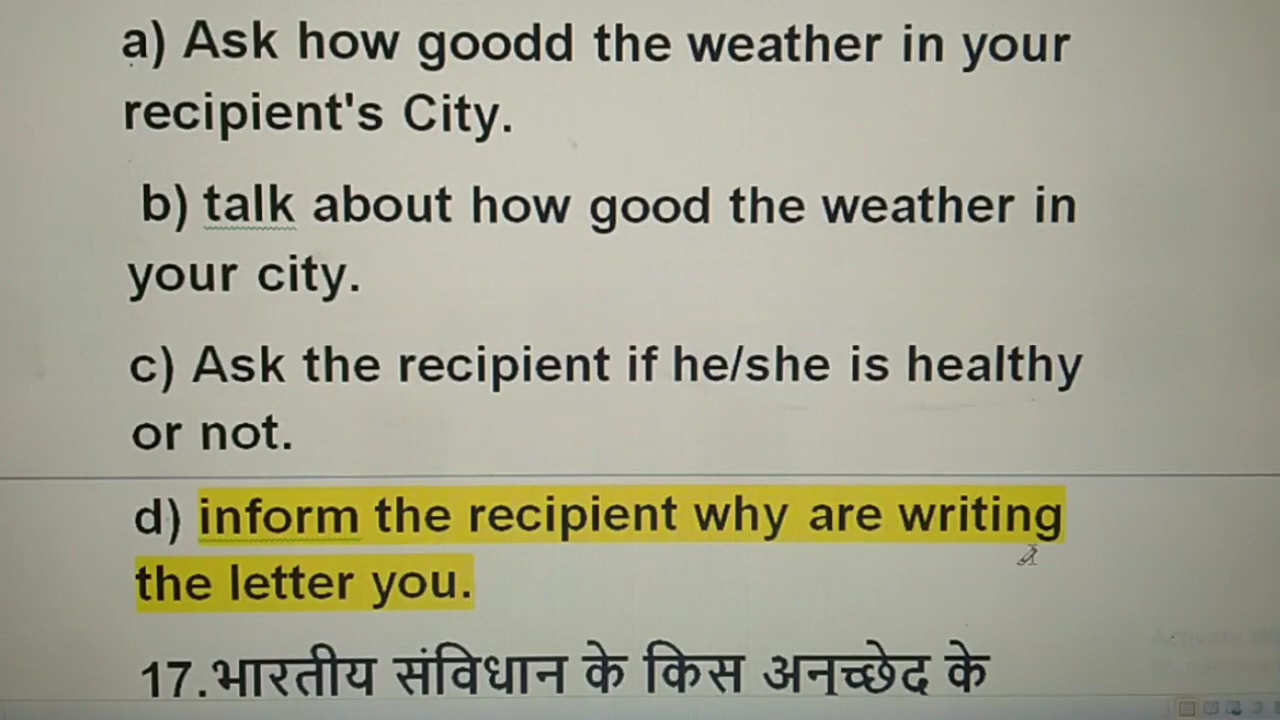 a) Ask how goodd the weather in your
recipient's City.
b) talk about how good the weather in
your city.
c) Ask the recipient if he/she is healthy
or not.
d) inform the recipient why are writing
the letter you.
17.भारतीय संविधान के किस अनुच्छेद के